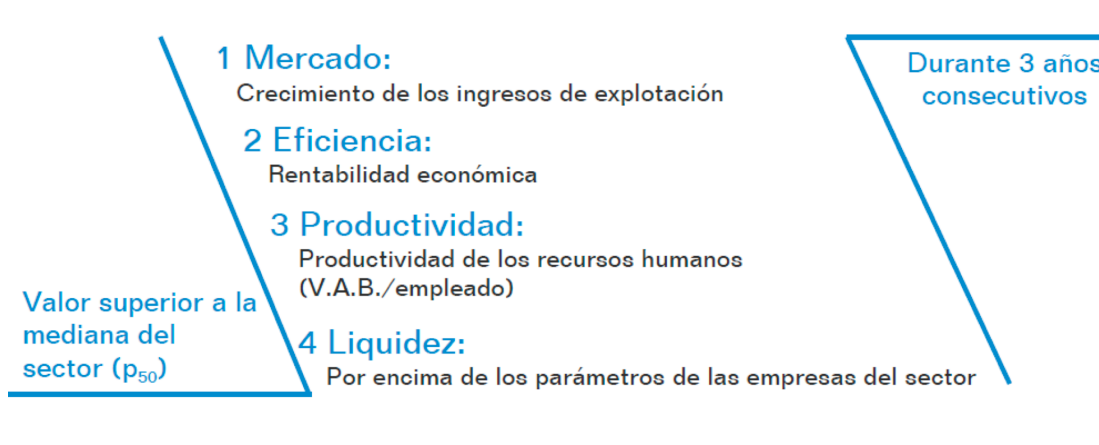 1 Mercado:
Crecimiento de los ingresos de explotación
2 Eficiencia:
Rentabilidad económica
3 Productividad:
Productividad de los recursos humanos
(V.A.B./empleado)
4 Liquidez:
Por encima de los parámetros de las empresas del sector
Valor superior a la
mediana del
sector (p50)
Durante 3 años
consecutivos